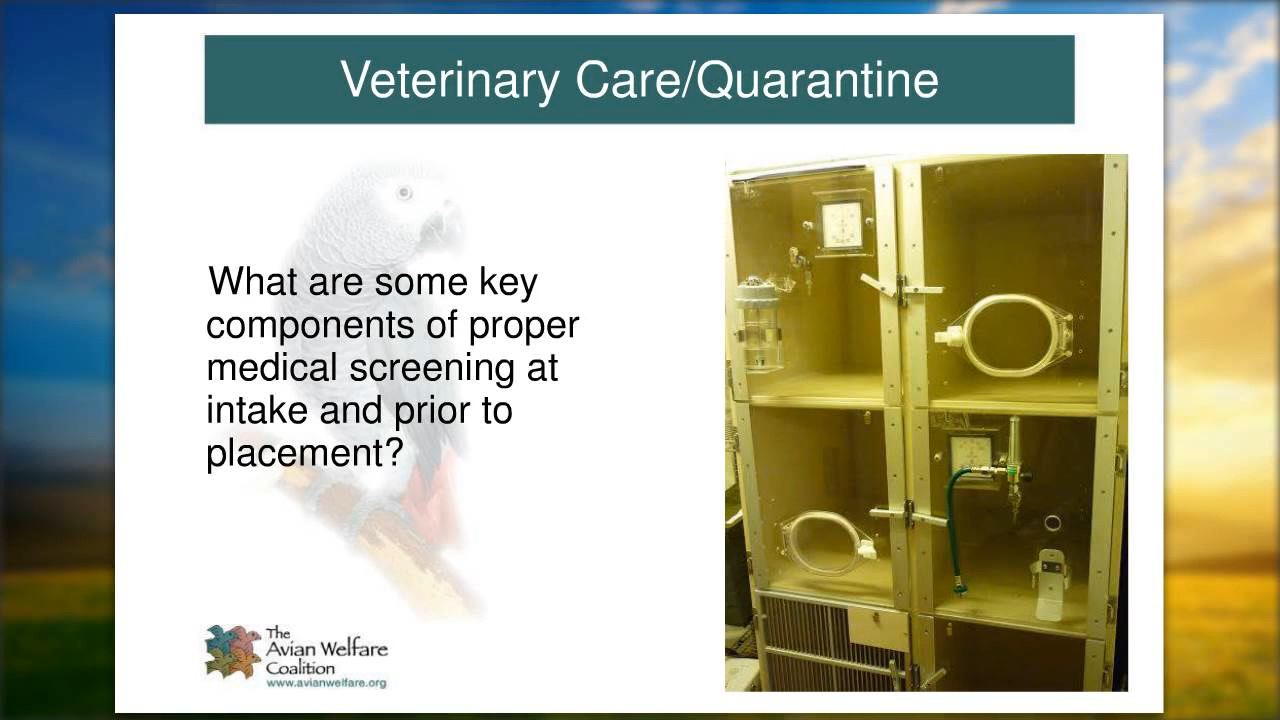 Veterinary Care/Quarantine
What are some key
components of proper
medical screening at
intake and prior to
placement?
The
Avian Welfare
Coalition
www.avianwelfare.org